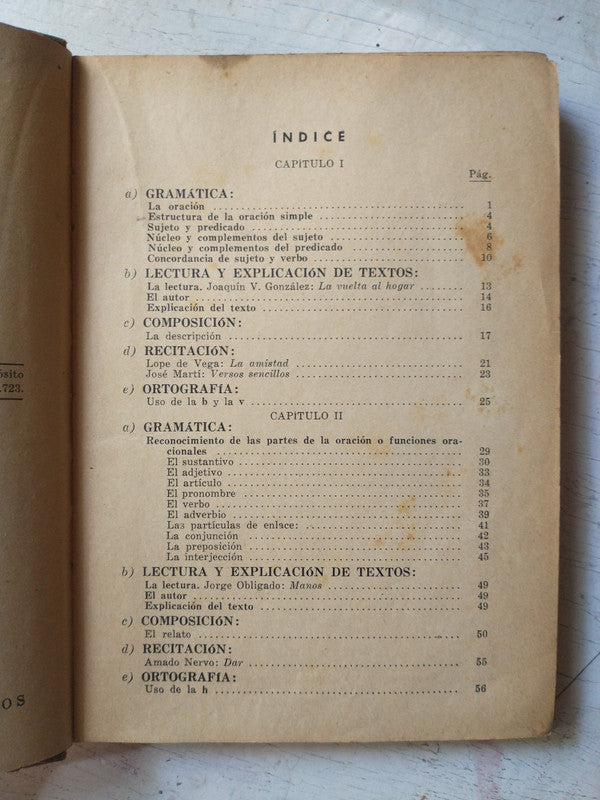 ÍNDICE
CAPITULO I
Pág.
a) GRAMÁTICA:
La oración ........ 1
Estructura de la oración simple ........ 4
Sujeto y predicado ........ 4
Núcleo y complementos del sujeto ........ 6
Núcleo y complementos del predicado ........ 8
Concordancia de sujeto y verbo ........ 10
b) LECTURA Y EXPLICACIÓN DE TEXTOS:
La lectura. Joaquín V. González: La vuelta al hogar ........ 13
El autor ........ 14
Explicación del texto ........ 16
c) COMPOSICIÓN:
La descripción ........ 17
d) RECITACIÓN:
Lope de Vega: La amistad ........ 21
José Martí: Versos sencillos ........ 23
e) ORTOGRAFÍA:
Uso de la b y la v ........ 25
CAPITULO II
a) GRAMÁTICA:
Reconocimiento de las partes de la oración o funciones ora-
cionales ........ 29
El sustantivo ........ 30
El adjetivo ........ 33
El artículo ........ 34
El pronombre ........ 35
El verbo ........ 37
El adverbio ........ 39
Las partículas de enlace: ........ 41
La conjunción ........ 42
La preposición ........ 43
La interjección ........ 45
b) LECTURA Y EXPLICACIÓN DE TEXTOS:
La lectura. Jorge Obligado: Manos ........ 49
El autor ........ 49
Explicación del texto ........ 49
c) COMPOSICIÓN:
El relato ........ 50
d) RECITACIÓN:
Amado Nervo: Dar ........ 55
e) ORTOGRAFÍA:
Uso de la h ........ 56
ósito
.723.
OS